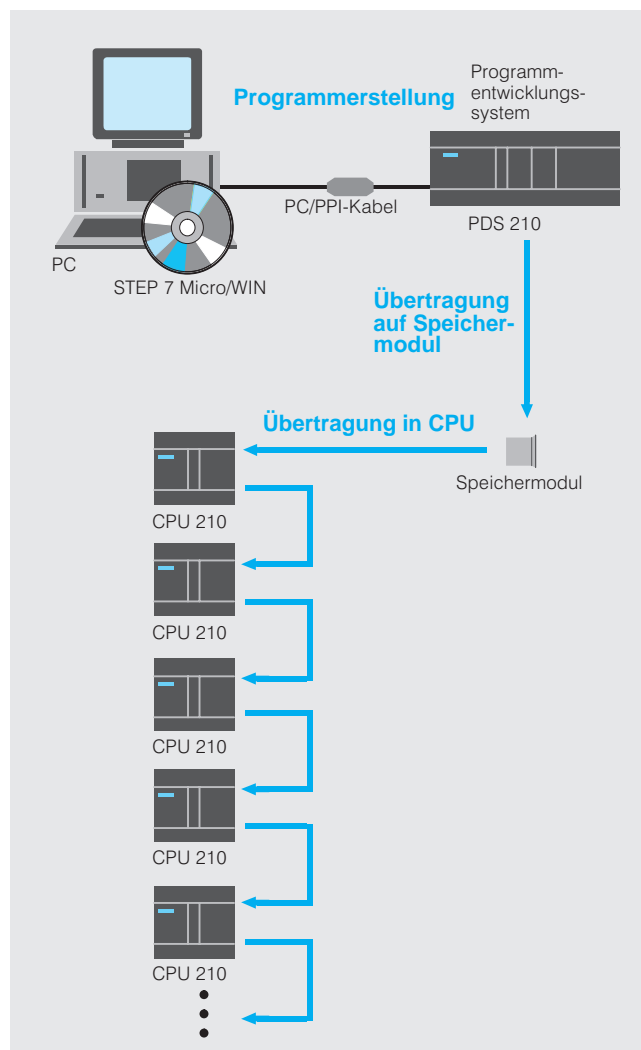 Programm-
entwicklungs-
system
Programmerstellung
PC/PPI-Kabel
PDS 210
PC
STEP 7 Micro/WIN
Übertragung
auf Speicher-
modul
Übertragung in CPU
Speichermodul
CPU 210
CPU 210
CPU 210
CPU 210
CPU 210